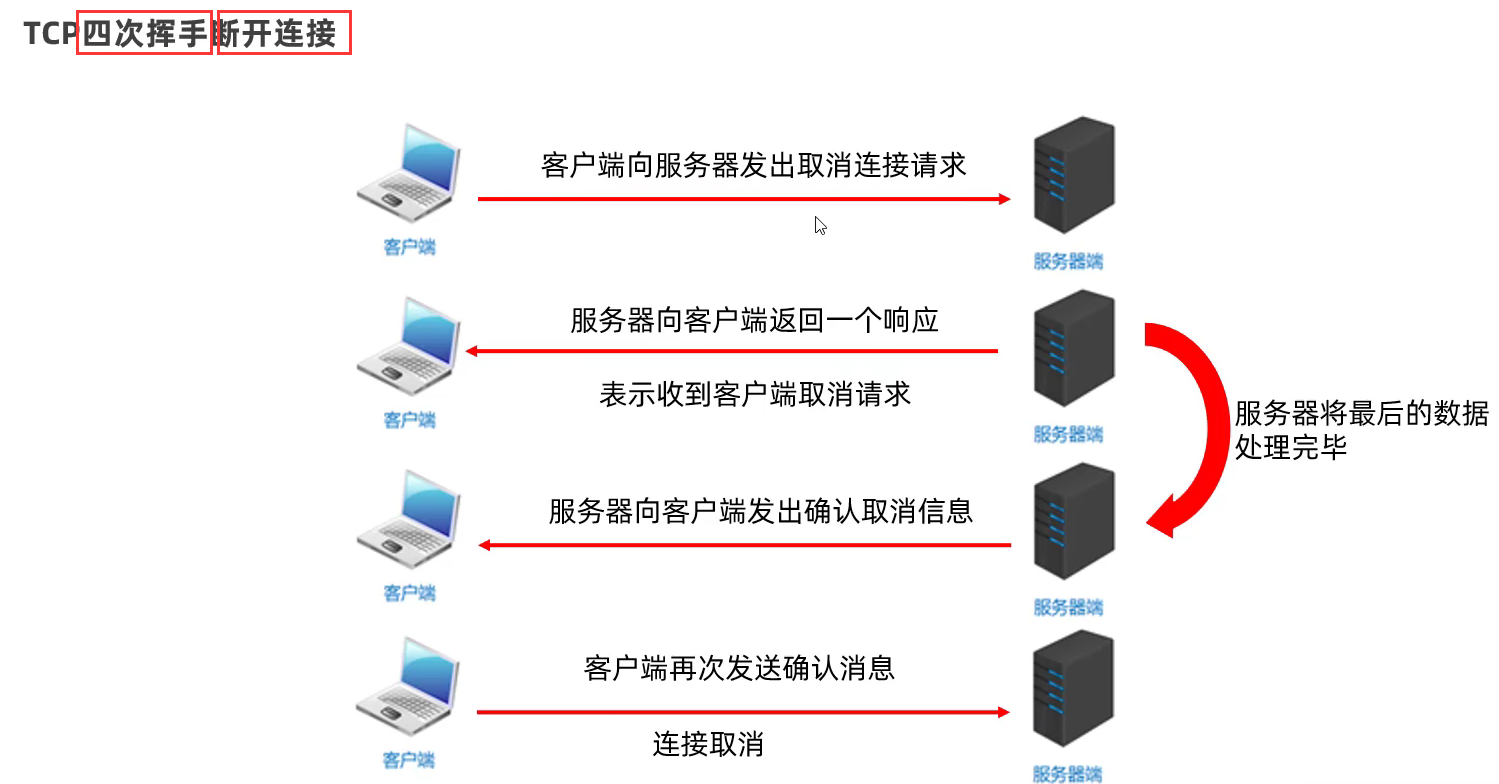 TCP四次挥手断开连接
客户端向服务器发出取消连接请求
客户端
服务器端
服务器向客户端返回一个响应
表示收到客户端取消请求
客户端
服务器端
服务器将最后的数据
处理完毕
服务器向客户端发出确认取消信息
客户端
服务器端
客户端再次发送确认消息
连接取消
客户端
服务器端